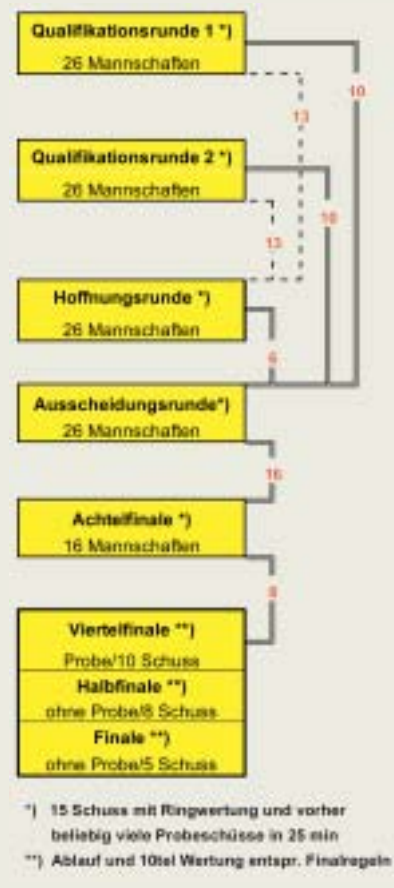 Qualifikationsrunde 1 *)
26 Mannschaften
10
13
Qualifikationsrunde 2 *)
26 Mannschaften
10
13
Hoffnungsrunde *)
26 Mannschaften
6
Ausscheidungsrunde*)
26 Mannschaften
16
Achtelfinale *)
16 Mannschaften
8
Viertelfinale **)
Probe/10 Schuss
Halbfinale **)
ohne Probe/8 Schuss
Finale **)
ohne Probe/5 Schuss
*) 15 Schuss mit Ringwertung und vorher
beliebig viele Probeschüsse in 25 min
**) Ablauf und 10tel Wertung entspr. Finalregeln